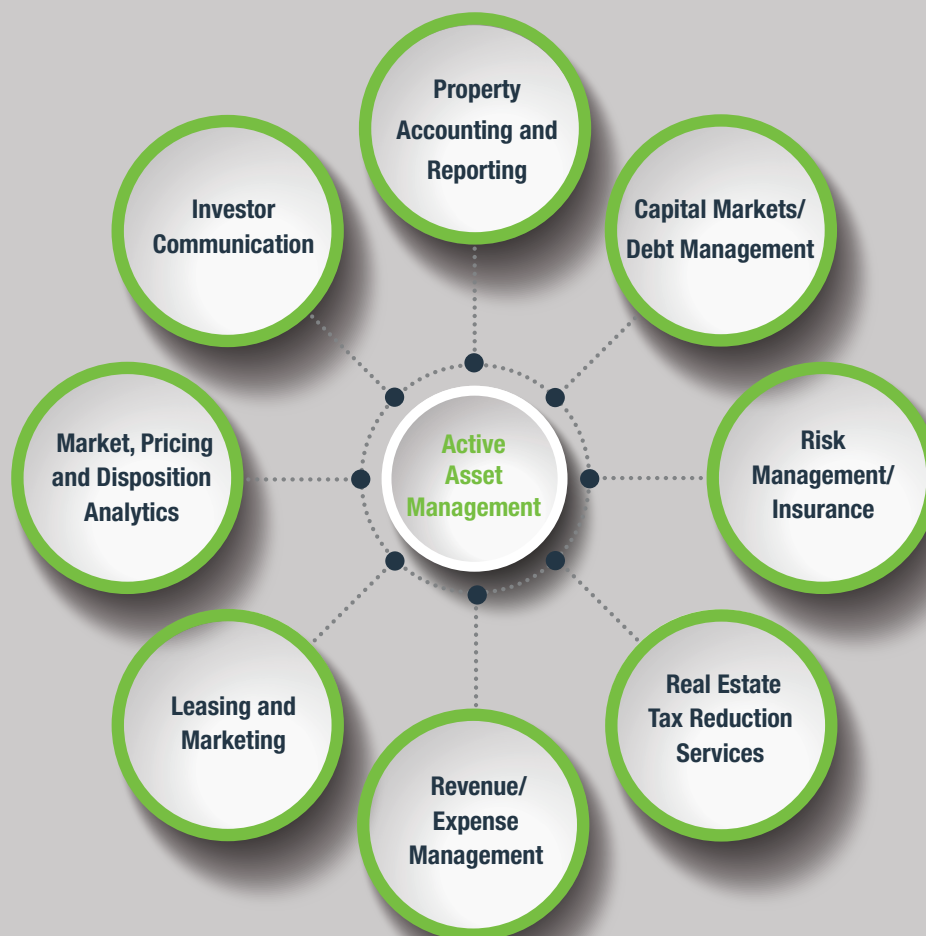 Property
Accounting and
Reporting
Capital Markets/
Debt Management
Risk
Management/
Insurance
Real Estate
Tax Reduction
Services
Revenue/
Expense
Management
Leasing and
Marketing
Market, Pricing
and Disposition
Analytics
Investor
Communication
Active
Asset
Management